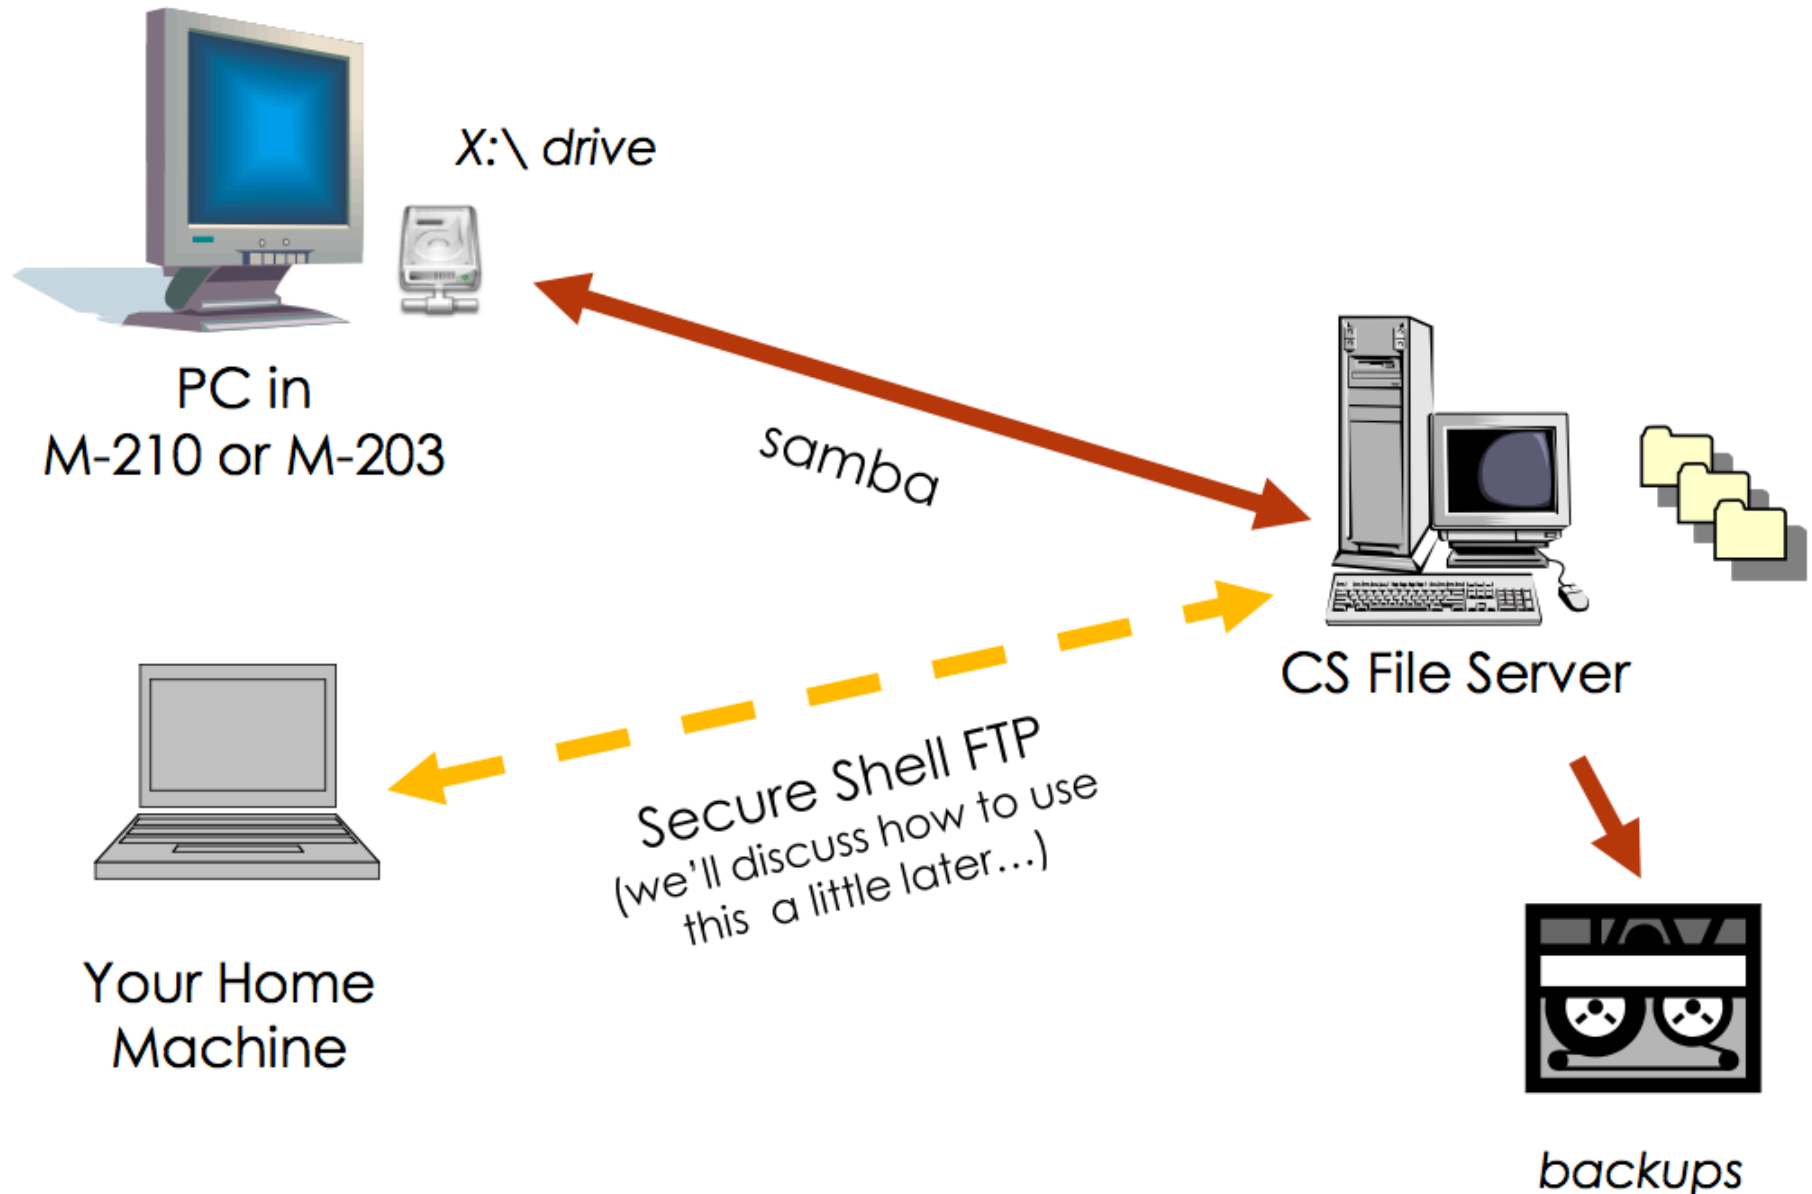 X:\ drive
PC in
M-210 or M-203
samba
CS File Server
Secure Shell FTP
(we'll discuss how to use
this a little later…)
Your Home
Machine
backups